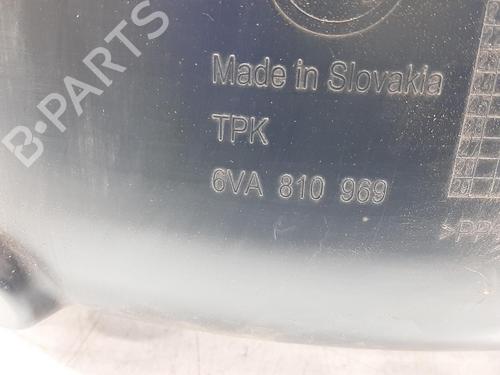 B-PARTS
Made in Slovakia
TPK
6VA 810 969
>PP